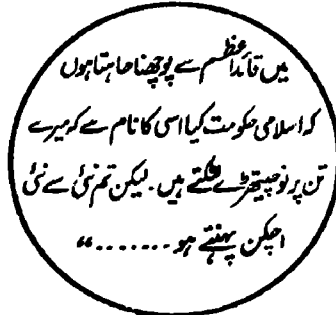 میں قائد اعظم سے پوچھنا چاہتا ہوں
کہ اسلامی حکومت کیا اسی کا نام ہے کہ میرے
تن پر تو چیتھڑے لٹکتے ہیں۔ لیکن تم نئی سے نئی
اچکن پہنتے ہو ........"